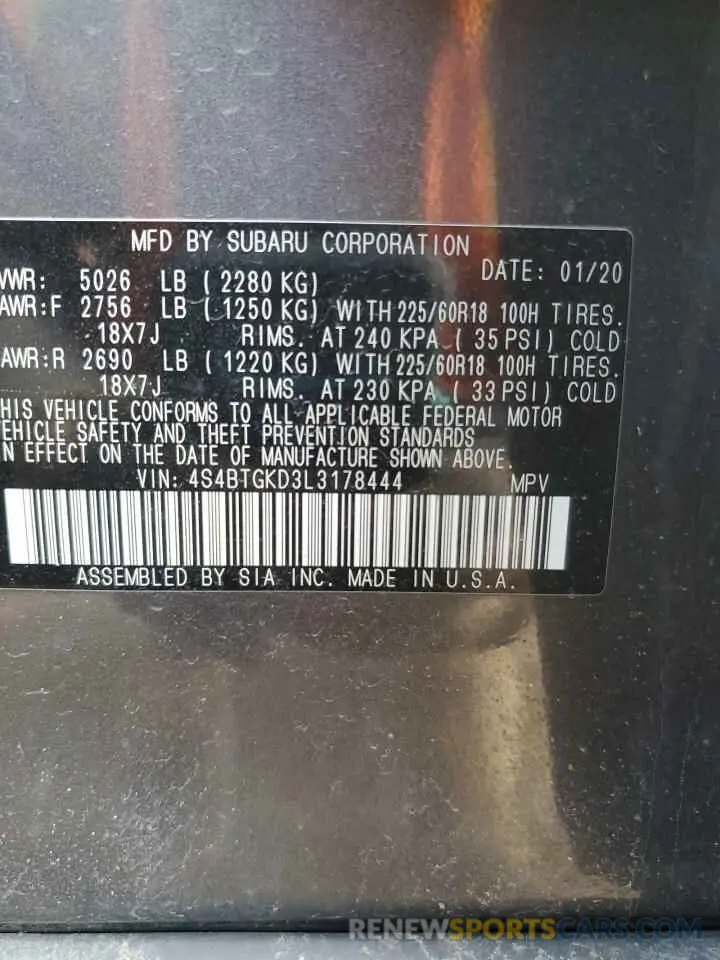 MFD BY SUBARU CORPORATION
DATE: 01/20
VWR: 5026 LB (2280 KG)
AWR:F 2756 LB (1250 KG) WITH 225/60R18 100H TIRES.
18X7J RIMS. AT 240 KPA (35 PSI) COLD
AWR:R 2690 LB (1220 KG) WITH 225/60R18 100H TIRES.
18X7J RIMS. AT 230 KPA (33 PSI) COLD
HIS VEHICLE CONFORMS TO ALL APPLICABLE FEDERAL MOTOR
EHICLE SAFETY AND THEFT PREVENTION STANDARDS
N EFFECT ON THE DATE OF MANUFACTURE SHOWN ABOVE.
VIN: 4S4BTGKD3L3178444 MPV
ASSEMBLED BY SIA INC. MADE IN U.S.A.
RENEWSPORTSCARS.COM